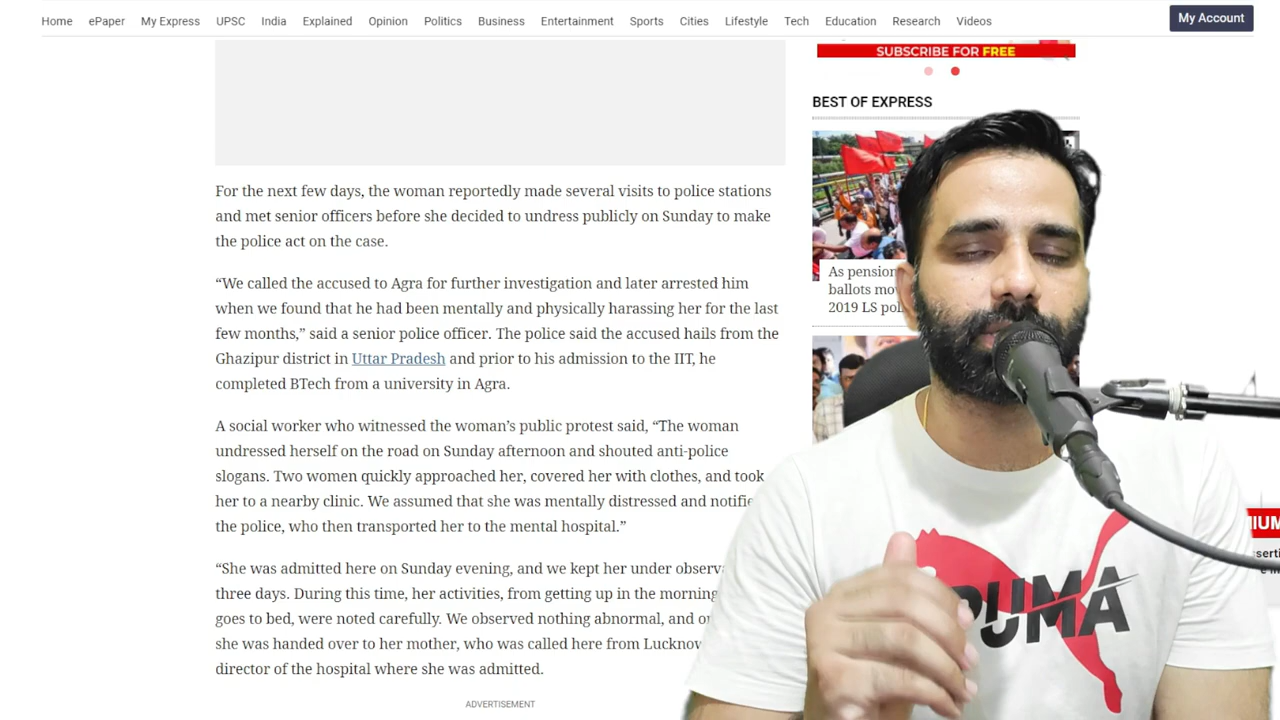 Home ePaper My Express UPSC India Explained Opinion Politics Business Entertainment Sports Cities Lifestyle Tech Education Research Videos My Account
SUBSCRIBE FOR FREE
BEST OF EXPRESS
For the next few days, the woman reportedly made several visits to police stations
and met senior officers before she decided to undress publicly on Sunday to make
the police act on the case.
“We called the accused to Agra for further investigation and later arrested him
when we found that he had been mentally and physically harassing her for the last
few months,” said a senior police officer. The police said the accused hails from the
Ghazipur district in Uttar Pradesh and prior to his admission to the IIT, he
completed BTech from a university in Agra.
A social worker who witnessed the woman’s public protest said, “The woman
undressed herself on the road on Sunday afternoon and shouted anti-police
slogans. Two women quickly approached her, covered her with clothes, and took
her to a nearby clinic. We assumed that she was mentally distressed and
the police, who then transported her to the mental hospital.”
“She was admitted here on Sunday evening, and we kept her under
three days. During this time, her activities, from getting up in the morning
goes to bed, were noted carefully. We observed nothing abnormal, and
she was handed over to her mother, who was called here from
director of the hospital where she was admitted.
ADVERTISEMENT
As
ballots
2019 LS
PUMA